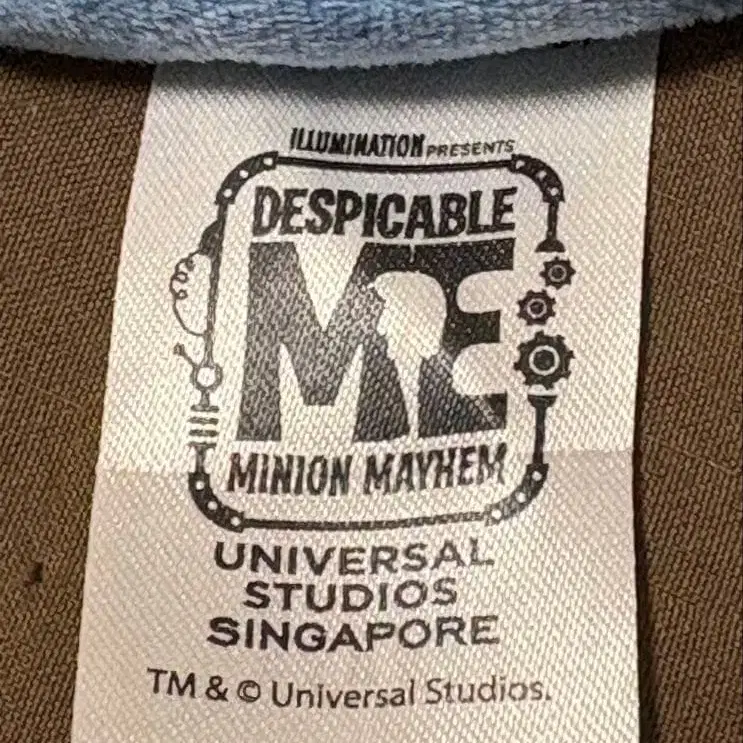 ILLUMINATION PRESENTS
DESPICABLE
ME
MINION MAYHEM
UNIVERSAL
STUDIOS
SINGAPORE
TM & © Universal Studios.